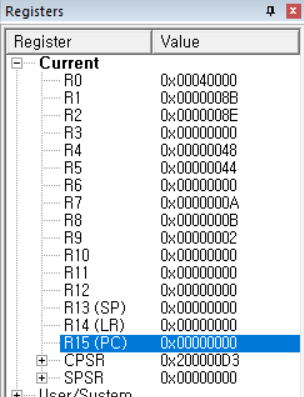 Registers
Register Value
Current
R0 0x00040000
R1 0x0000008B
R2 0x0000008E
R3 0x00000000
R4 0x00000048
R5 0x00000044
R6 0x00000000
R7 0x0000000A
R8 0x0000000B
R9 0x00000002
R10 0x00000000
R11 0x00000000
R12 0x00000000
R13 (SP) 0x00000000
R14 (LR) 0x00000000
R15 (PC) 0x00000000
CPSR 0x200000D3
SPSR 0x00000000
User/System